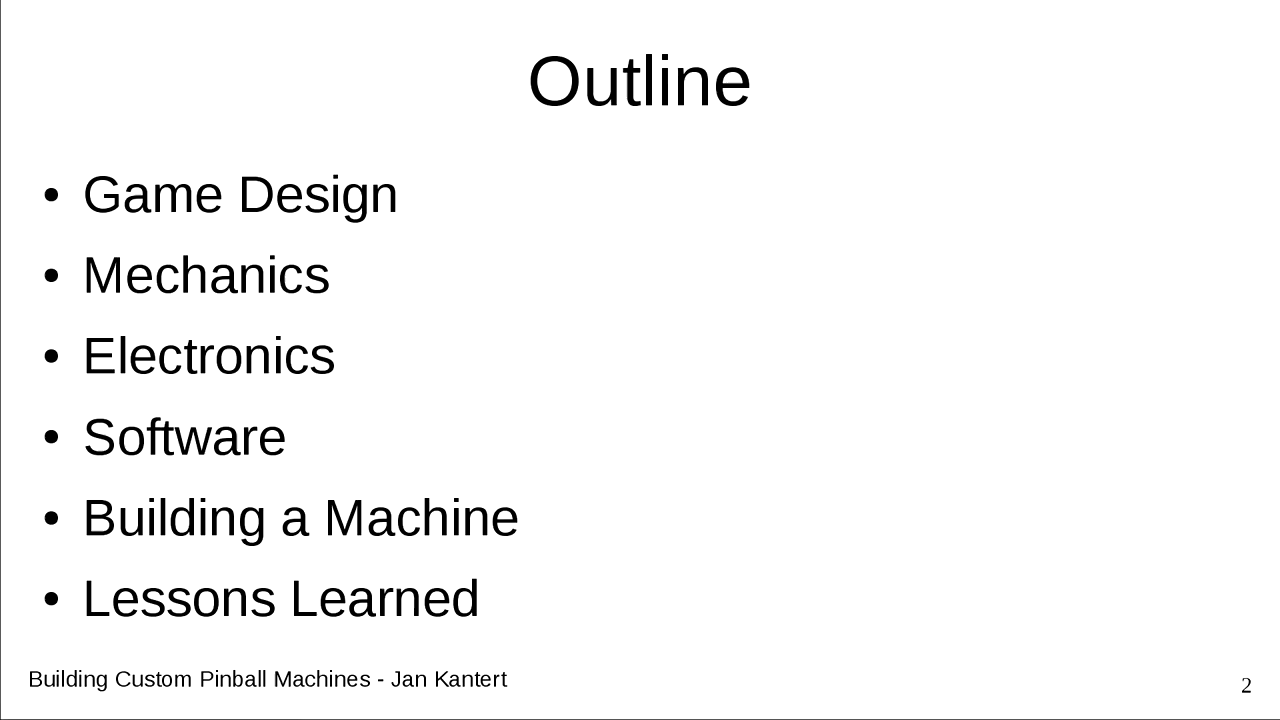 Outline
• Game Design
• Mechanics
• Electronics
• Software
• Building a Machine
• Lessons Learned
Building Custom Pinball Machines - Jan Kantert
2